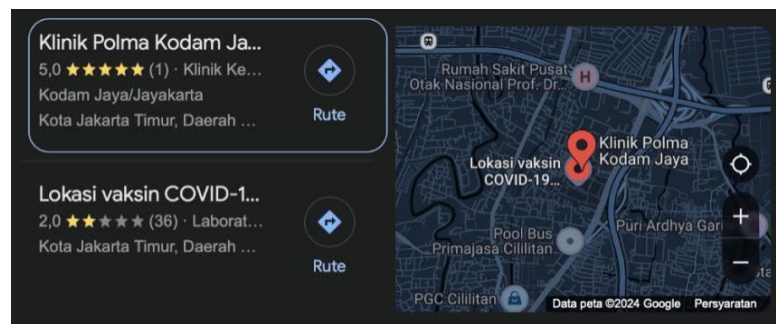 Klinik Polma Kodam Ja...
5,0 ★★★★★ (1) · Klinik Ke...
Kodam Jaya/Jayakarta
Kota Jakarta Timur, Daerah ...
Rute
Lokasi vaksin COVID-1...
2,0 ★★★★★ (36) · Laborat...
Kota Jakarta Timur, Daerah ...
Rute
Rumah Sakit Pusat
Otak Nasional Prof. Dr...
H
Klinik Polma
Kodam Jaya
Lokasi vaksin
COVID-19...
Pool Bus
Primajasa Cililitan
Puri Ardhya Gari
PGC Cililitan
Data peta ©2024 Google
Persyaratan